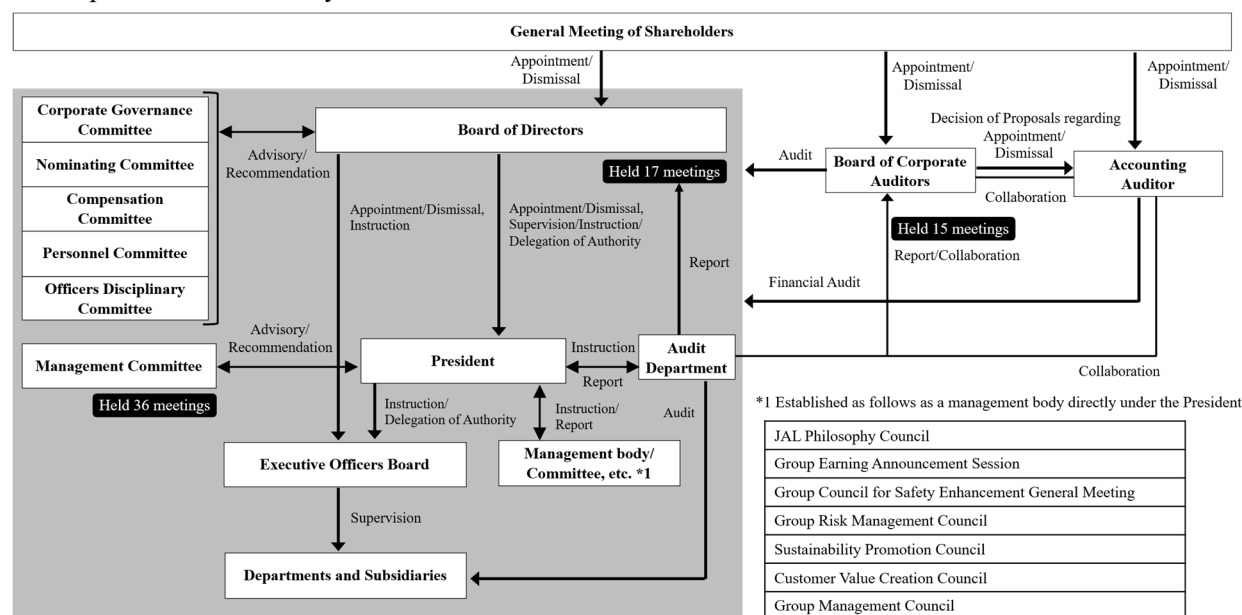 General Meeting of Shareholders
Appointment/
Dismissal
Appointment/
Dismissal
Appointment/
Dismissal
Corporate Governance
Committee
Nominating Committee
Compensation
Committee
Personnel Committee
Officers Disciplinary
Committee
Advisory/
Recommendation
Board of Directors
Held 17 meetings
Audit
Board of Corporate
Auditors
Decision of Proposals regarding
Appointment/
Dismissal
Collaboration
Accounting
Auditor
Held 15 meetings
Report/Collaboration
Appointment/Dismissal,
Instruction
Appointment/Dismissal,
Supervision/Instruction/
Delegation of Authority
Report
Financial Audit
Management Committee
Held 36 meetings
Advisory/
Recommendation
President
Instruction
Report
Audit
Department
Collaboration
Instruction/
Delegation of Authority
Instruction/
Report
Audit
Executive Officers Board
Management body/
Committee, etc. *1
Supervision
Departments and Subsidiaries
*1 Established as follows as a management body directly under the President
JAL Philosophy Council
Group Earning Announcement Session
Group Council for Safety Enhancement General Meeting
Group Risk Management Council
Sustainability Promotion Council
Customer Value Creation Council
Group Management Council